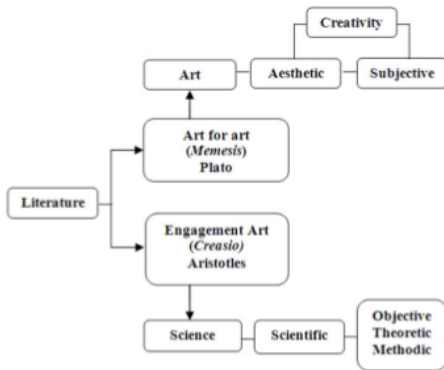 Creativity
Art
Aesthetic
Subjective
Art for art
(Memesis)
Plato
Literature
Engagement Art
(Creasio)
Aristotles
Science
Scientific
Objective
Theoretic
Methodic